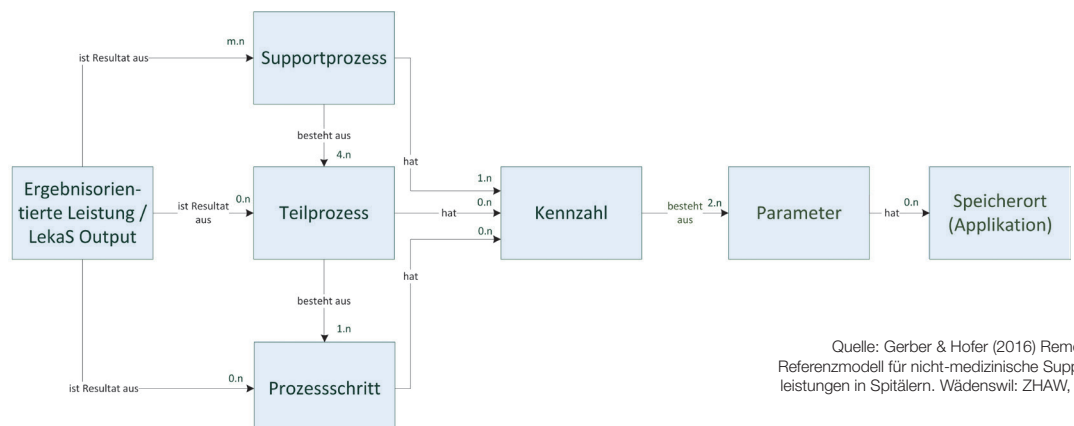 m.n
ist Resultat aus
Supportprozess
besteht aus
hat
4.n
1.n
Ergebnisorien-
tierte Leistung /
LekaS Output
ist Resultat
aus
0.n
Teilprozess
hat
0.n
0.n
Kennzahl
besteht
aus
2.n
Parameter
hat
0.n
Speicherort
(Applikation)
hat
besteht aus
1.n
ist Resultat aus
0.n
Prozessschritt
Quelle: Gerber & Hofer (2016) Remo
Referenzmodell für nicht-medizinische Supp
leistungen in Spitälern. Wädenswil: ZHAW,